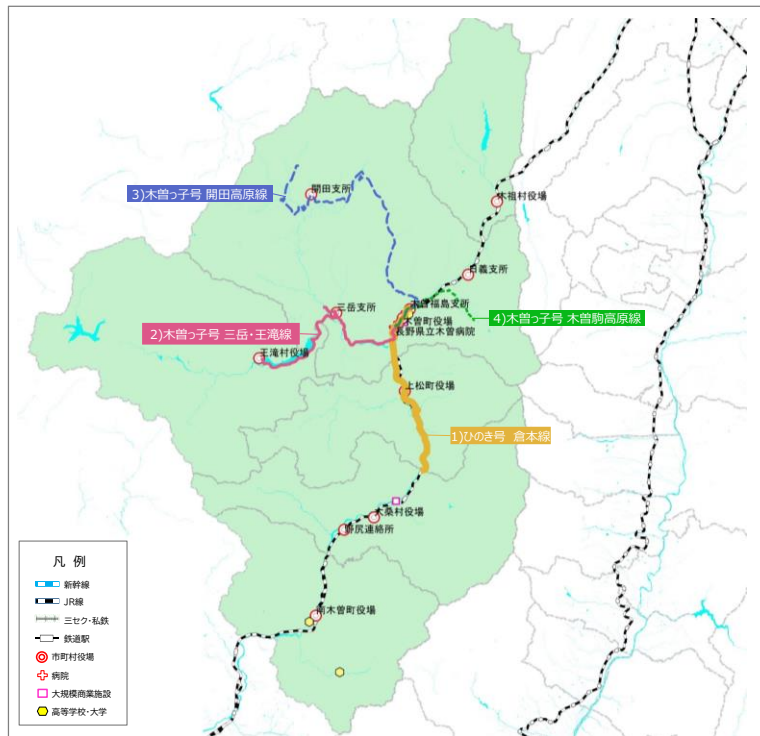 3)木曽っ子号 開田高原線
開田支所
木祖村役場
日義支所
三岳支所
木曽福島支所
木曽町役場
長野県立木曽病院
4)木曽っ子号 木曽駒高原線
2)木曽っ子号 三岳・王滝線
王滝村役場
上松町役場
1)ひのき号 倉本線
大桑村役場
野尻連絡所
南木曽町役場
凡 例
新幹線
JR線
三セク・私鉄
鉄道駅
市町村役場
病院
大規模商業施設
高等学校・大学